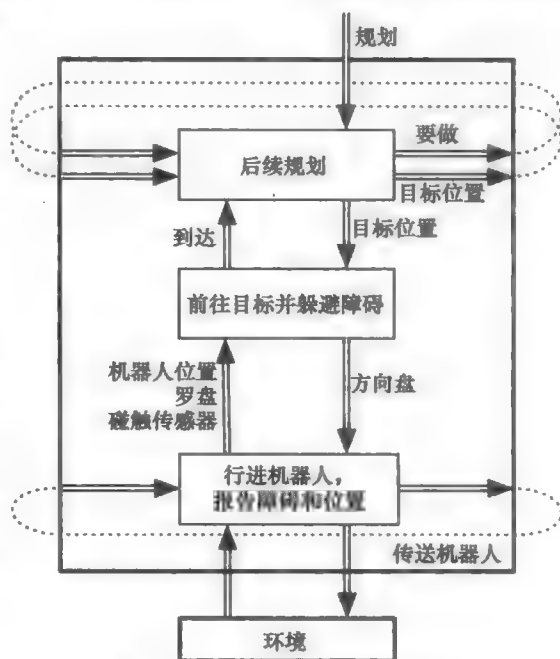 规划
后续规划
要做
目标位置
到达
目标位置
前往目标并躲避障碍
机器人位置
罗盘
碰触传感器
方向盘
行进机器人，
报告障碍和位置
传送机器人
环境